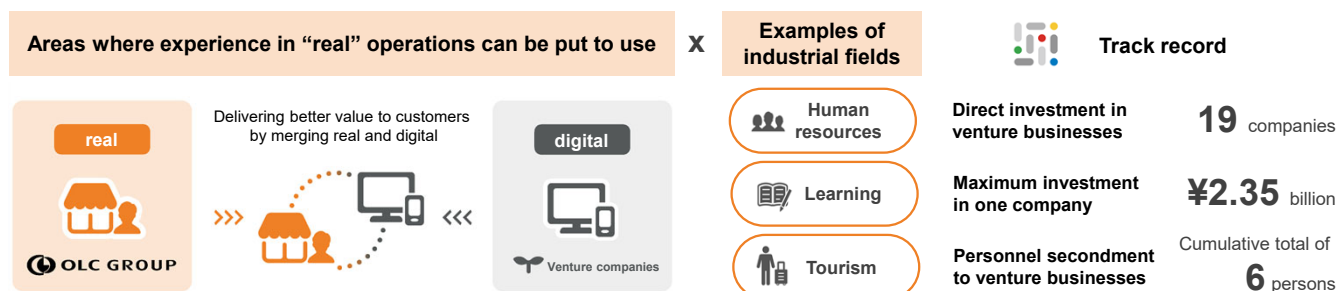 Areas where experience in “real” operations can be put to use
x
Examples of
industrial fields
Track record
real
OLC GROUP
Delivering better value to customers
by merging real and digital
>>>
<<<
digital
Venture companies
Human
resources
Learning
Tourism
Direct investment in
venture businesses
19 companies
Maximum investment
in one company
¥2.35 billion
Personnel secondment
to venture businesses
Cumulative total of
6 persons